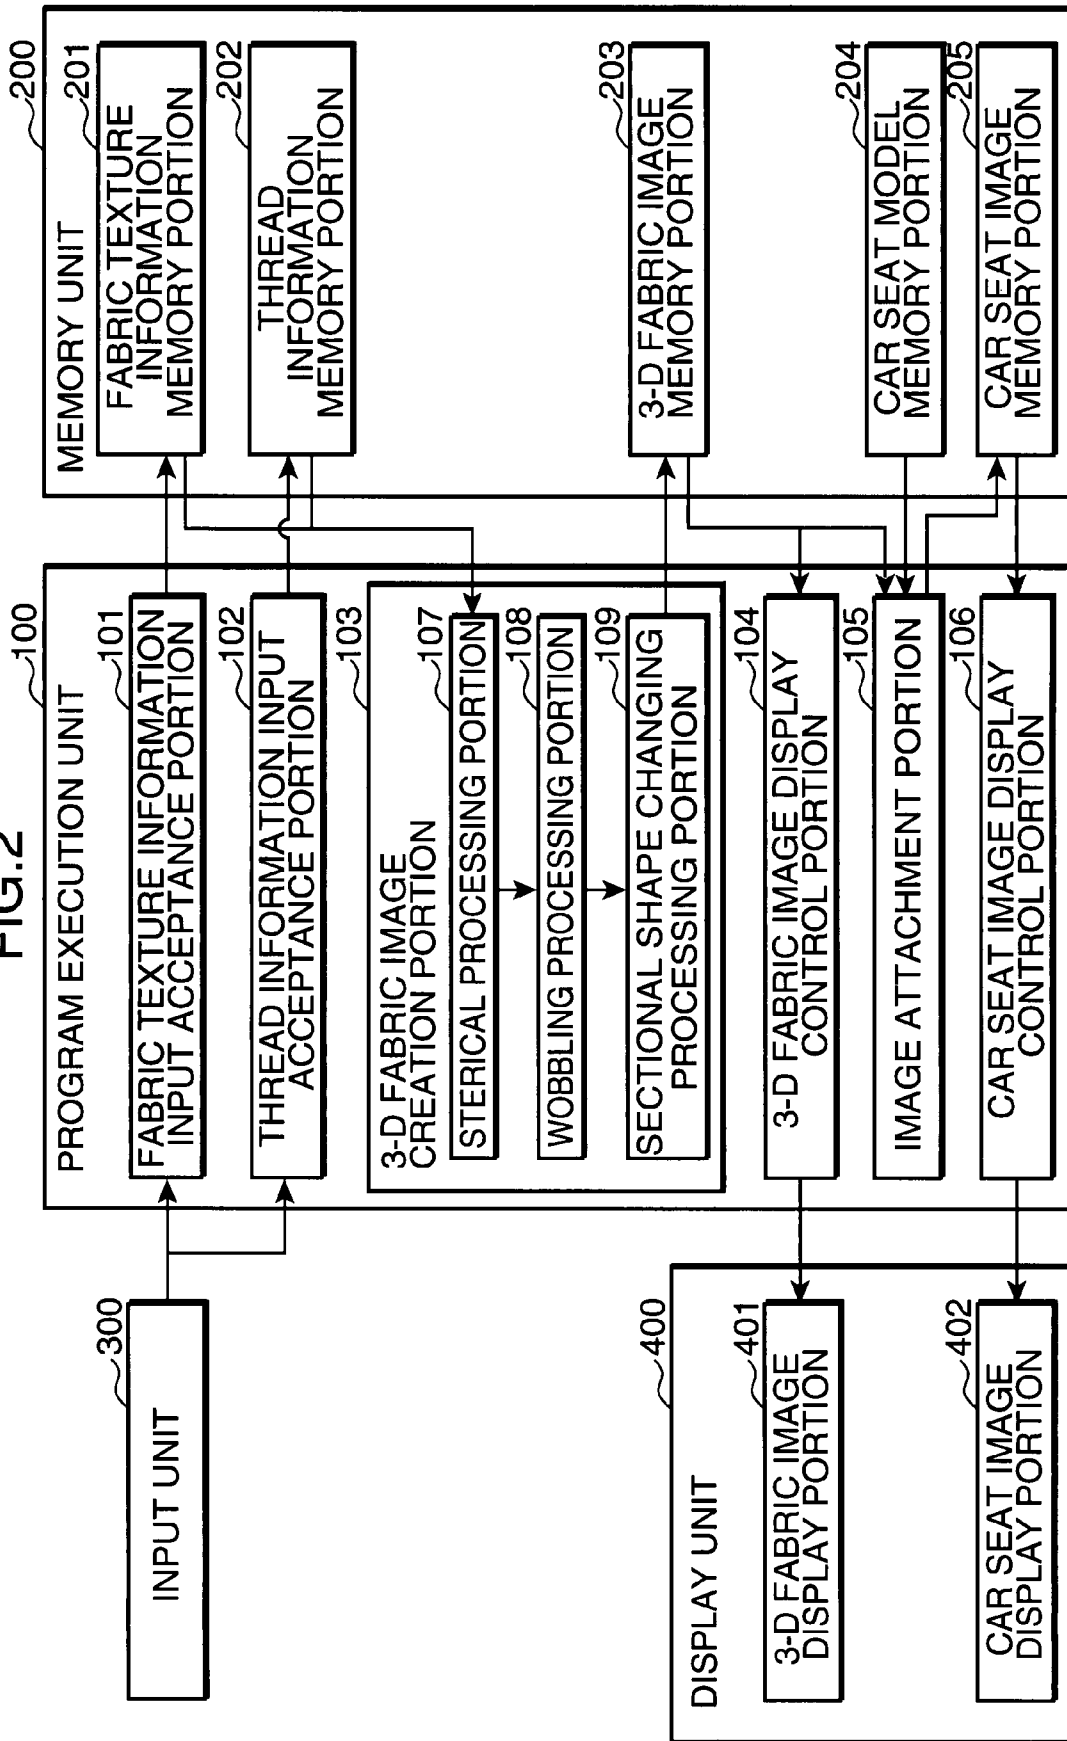 FIG.2
INPUT UNIT
300
DISPLAY UNIT
400
3-D FABRIC IMAGE
DISPLAY PORTION
401
CAR SEAT IMAGE
DISPLAY PORTION
402
PROGRAM EXECUTION UNIT
100
FABRIC TEXTURE INFORMATION
INPUT ACCEPTANCE PORTION
101
THREAD INFORMATION INPUT
ACCEPTANCE PORTION
102
3-D FABRIC IMAGE
CREATION PORTION
103
STERICAL PROCESSING PORTION
107
WOBBLING PROCESSING PORTION
108
SECTIONAL SHAPE CHANGING
PROCESSING PORTION
109
3-D FABRIC IMAGE DISPLAY
CONTROL PORTION
104
IMAGE ATTACHMENT PORTION
105
CAR SEAT IMAGE DISPLAY
CONTROL PORTION
106
MEMORY UNIT
200
FABRIC TEXTURE
INFORMATION
MEMORY PORTION
201
THREAD
INFORMATION
MEMORY PORTION
202
3-D FABRIC IMAGE
MEMORY PORTION
203
CAR SEAT MODEL
MEMORY PORTION
204
CAR SEAT IMAGE
MEMORY PORTION
205